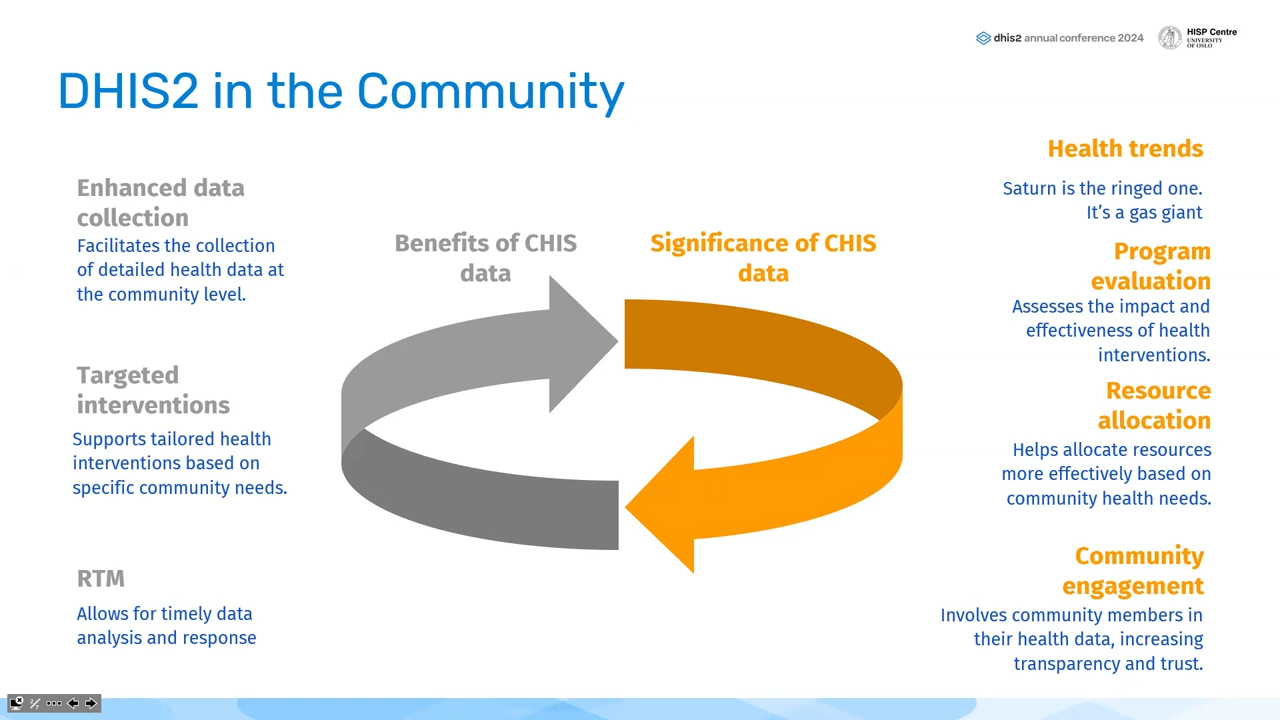 dhis2 annual conference 2024
HISP Centre
UNIVERSITY
OF OSLO
DHIS2 in the Community
Enhanced data
collection
Facilitates the collection
of detailed health data at
the community level.
Targeted
interventions
Supports tailored health
interventions based on
specific community needs.
RTM
Allows for timely data
analysis and response
Benefits of CHIS
data
Significance of CHIS
data
Health trends
Saturn is the ringed one.
It’s a gas giant
Program
evaluation
Assesses the impact and
effectiveness of health
interventions.
Resource
allocation
Helps allocate resources
more effectively based on
community health needs.
Community
engagement
Involves community members in
their health data, increasing
transparency and trust.